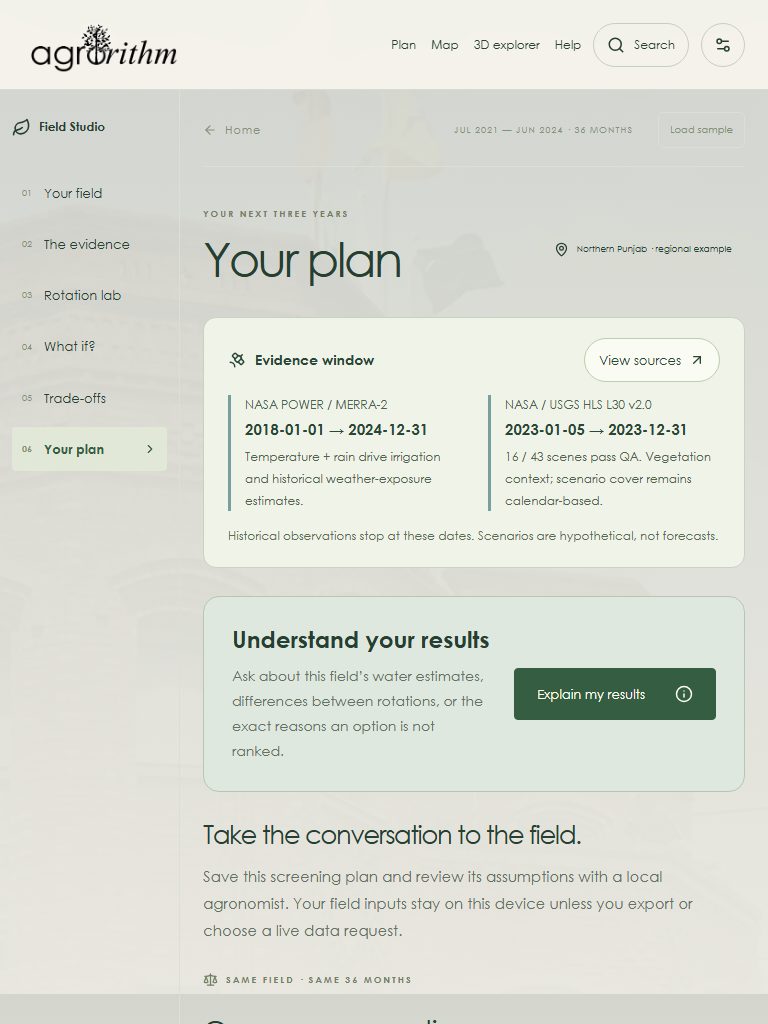 agrorithm
Plan Map 3D explorer Help Search
Field Studio
01 Your field
02 The evidence
03 Rotation lab
04 What if?
05 Trade-offs
06 Your plan
Home
JUL 2021 — JUN 2024 · 36 MONTHS
Load sample
YOUR NEXT THREE YEARS
Your plan
Northern Punjab · regional example
Evidence window
View sources
NASA POWER / MERRA-2
2018-01-01 → 2024-12-31
Temperature + rain drive irrigation
and historical weather-exposure
estimates.
NASA / USGS HLS L30 v2.0
2023-01-05 → 2023-12-31
16 / 43 scenes pass QA. Vegetation
context; scenario cover remains
calendar-based.
Historical observations stop at these dates. Scenarios are hypothetical, not forecasts.
Understand your results
Ask about this field’s water estimates,
differences between rotations, or the
exact reasons an option is not
ranked.
Explain my results
Take the conversation to the field.
Save this screening plan and review its assumptions with a local
agronomist. Your field inputs stay on this device unless you export or
choose a live data request.
SAME FIELD · SAME 36 MONTHS